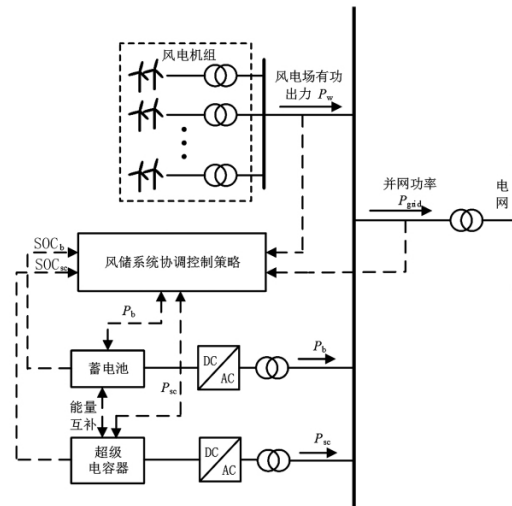 风电机组
风电场有功
出力 Pw
并网功率
Pgrid
电
网
SOCb
SOCsc
风储系统协调控制策略
Pb
Psc
蓄电池
DC
AC
Pb
能量
互补
超级
电容器
DC
AC
Psc